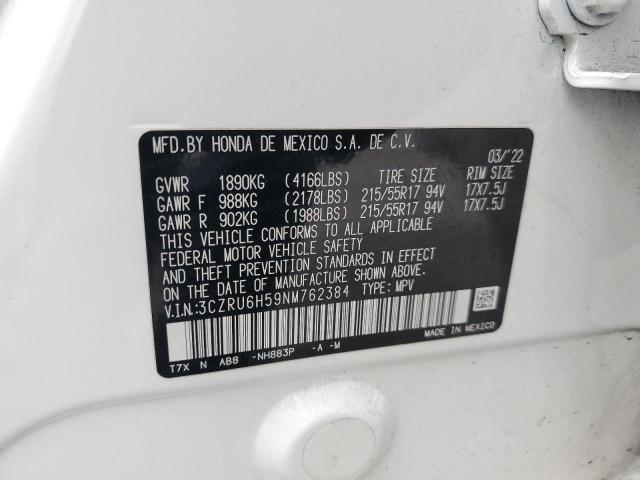 MFD.BY HONDA DE MEXICO S.A. DE C.V.
03/'22
GVWR 1890KG (4166LBS) TIRE SIZE RIM SIZE
GAWR F 988KG (2178LBS) 215/55R17 94V 17X7.5J
GAWR R 902KG (1988LBS) 215/55R17 94V 17X7.5J
THIS VEHICLE CONFORMS TO ALL APPLICABLE
FEDERAL MOTOR VEHICLE SAFETY
AND THEFT PREVENTION STANDARDS IN EFFECT
ON THE DATE OF MANUFACTURE SHOWN ABOVE.
V.I.N:3CZRU6H59NM762384 TYPE: MPV
MADE IN MEXICO
T7X N AB8 -NH883P -A -M